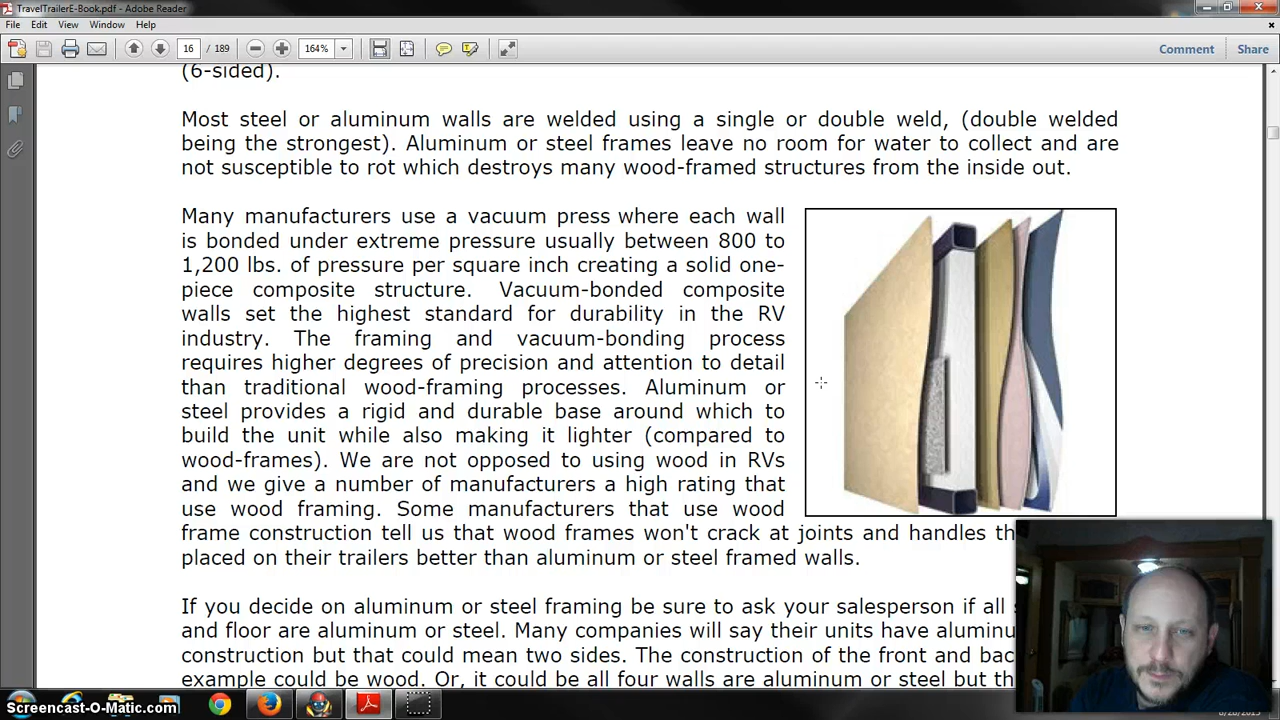 TravelTrailerE-Book.pdf - Adobe Reader
File Edit View Window Help
16 / 189 164% Comment Share
(6-sided).
Most steel or aluminum walls are welded using a single or double weld, (double welded
being the strongest). Aluminum or steel frames leave no room for water to collect and are
not susceptible to rot which destroys many wood-framed structures from the inside out.
Many manufacturers use a vacuum press where each wall
is bonded under extreme pressure usually between 800 to
1,200 lbs. of pressure per square inch creating a solid one-
piece composite structure. Vacuum-bonded composite
walls set the highest standard for durability in the RV
industry. The framing and vacuum-bonding process
requires higher degrees of precision and attention to detail
than traditional wood-framing processes. Aluminum or
steel provides a rigid and durable base around which to
build the unit while also making it lighter (compared to
wood-frames). We are not opposed to using wood in RVs
and we give a number of manufacturers a high rating that
use wood framing. Some manufacturers that use wood
frame construction tell us that wood frames won't crack at joints and handles th
placed on their trailers better than aluminum or steel framed walls.
If you decide on aluminum or steel framing be sure to ask your salesperson if all s
and floor are aluminum or steel. Many companies will say their units have aluminu
construction but that could mean two sides. The construction of the front and bac
example could be wood. Or, it could be all four walls are aluminum or steel but th
Screencast-O-Matic.com